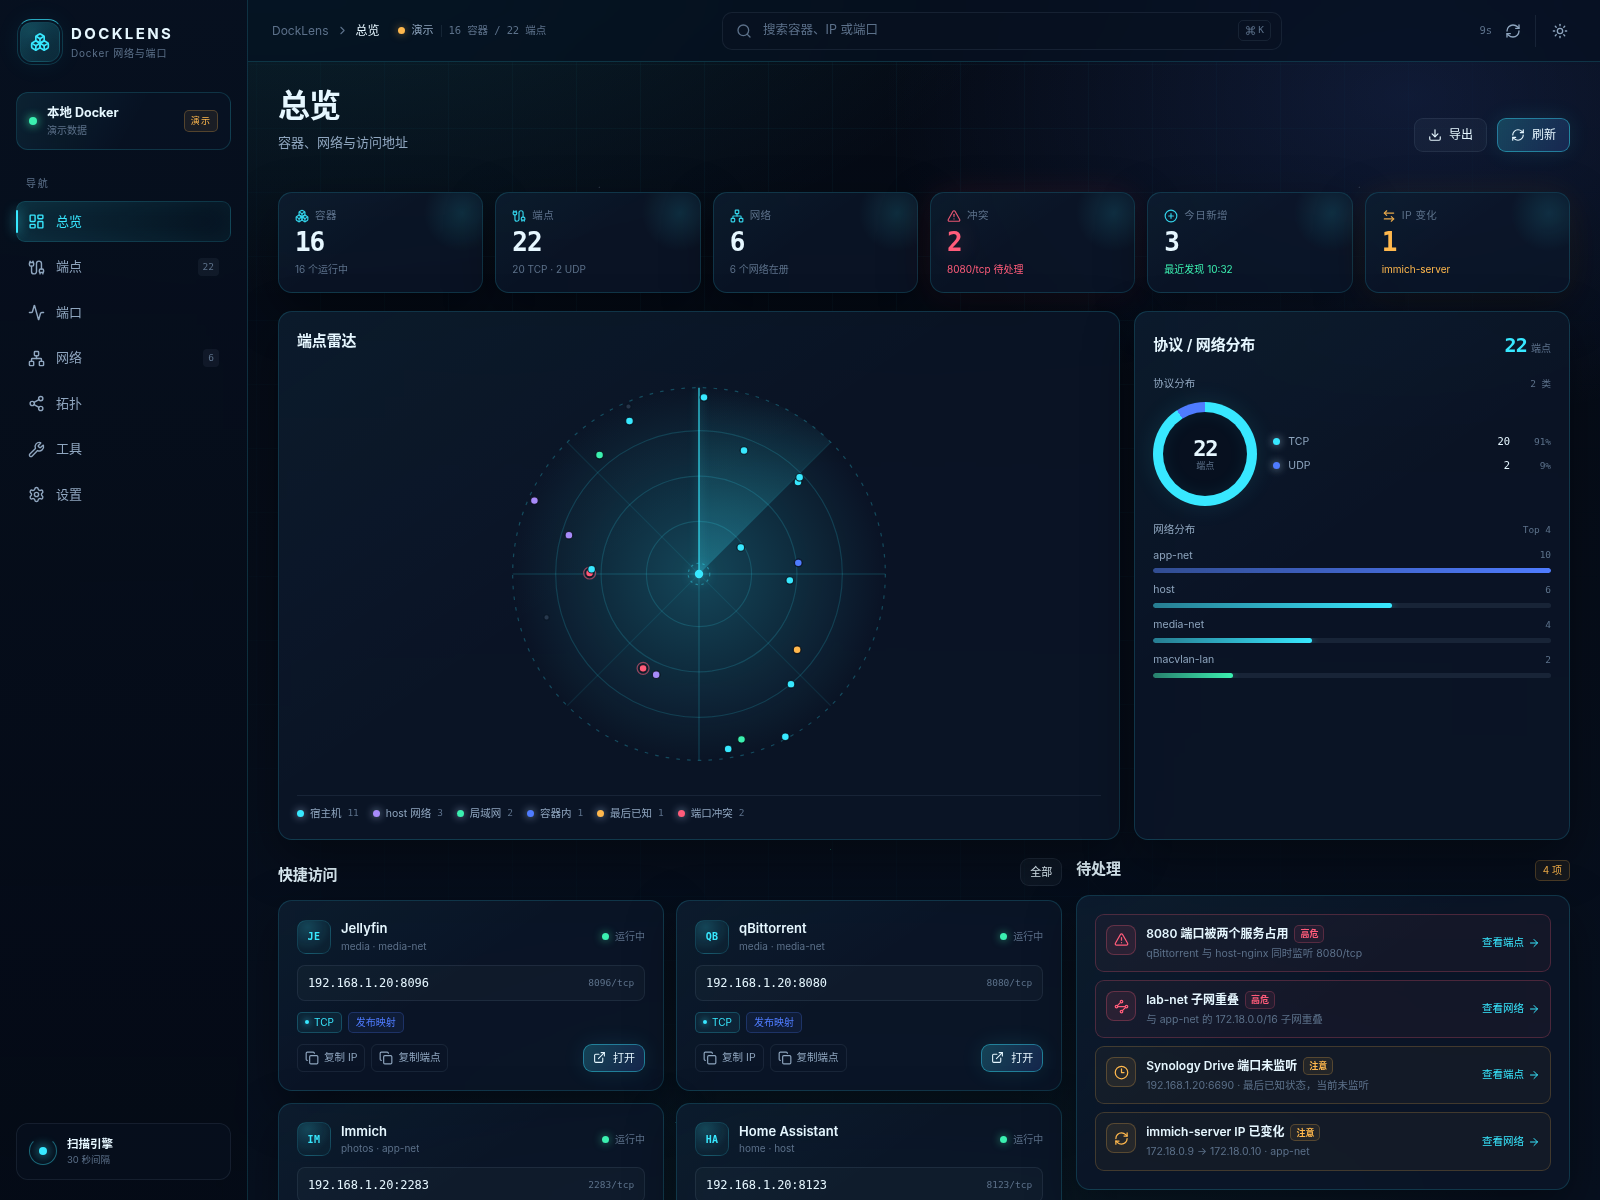 DOCKLENS
Docker 网络与端口
本地 Docker
演示数据
演示
导航
总览
端点 22
端口
网络 6
拓扑
工具
设置
扫描引擎
30 秒间隔
DockLens > 总览 演示 16 容器 / 22 端点
搜索容器、IP 或端口
⌘K
9s
总览
容器、网络与访问地址
导出
刷新
容器
16
16 个运行中
端点
22
20 TCP · 2 UDP
网络
6
6 个网络在册
冲突
2
8080/tcp 待处理
今日新增
3
最近发现 10:32
IP 变化
1
immich-server
端点雷达
宿主机 11 host 网络 3 局域网 2 容器内 1 最后已知 1 端口冲突 2
协议 / 网络分布
22 端点
协议分布 2 类
22
端点
TCP 20 91%
UDP 2 9%
网络分布 Top 4
app-net 10
host 6
media-net 4
macvlan-lan 2
快捷访问
全部
JE
Jellyfin
media · media-net
运行中
192.168.1.20:8096 8096/tcp
TCP 发布映射
复制 IP 复制端点 打开
QB
qBittorrent
media · media-net
运行中
192.168.1.20:8080 8080/tcp
TCP 发布映射
复制 IP 复制端点 打开
IM
Immich
photos · app-net
运行中
192.168.1.20:2283 2283/tcp
HA
Home Assistant
home · host
运行中
192.168.1.20:8123 8123/tcp
待处理
4 项
8080 端口被两个服务占用 高危
qBittorrent 与 host-nginx 同时监听 8080/tcp
查看端点 →
lab-net 子网重叠 高危
与 app-net 的 172.18.0.0/16 子网重叠
查看网络 →
Synology Drive 端口未监听 注意
192.168.1.20:6690 · 最后已知状态，当前未监听
查看端点 →
immich-server IP 已变化 注意
172.18.0.9 → 172.18.0.10 · app-net
查看网络 →